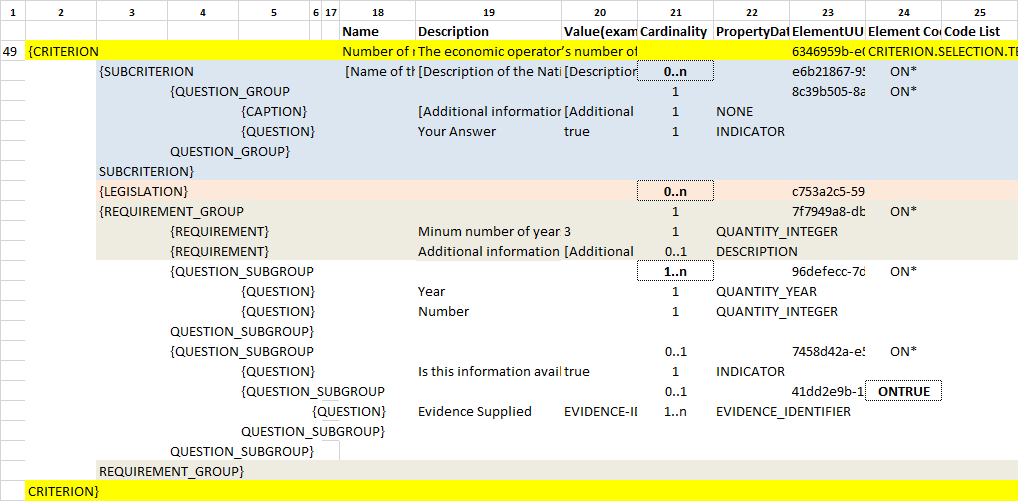 1 2 3 4 5 6 17 18 19 20 21 22 23 24 25
Name Description Value(exam Cardinality PropertyDat ElementUU Element Coc Code List
49 {CRITERION Number of The economic operator's number of 6346959b-e CRITERION.SELECTION.TE
{SUBCRITERION [Name of th [Description of the Nati [Description 0..n e6b21867-95 ON*
{QUESTION_GROUP 1 8c39b505-8a ON*
{CAPTION} [Additional information [Additional 1 NONE
{QUESTION} Your Answer true 1 INDICATOR
QUESTION_GROUP}
SUBCRITERION}
{LEGISLATION} 0..n c753a2c5-59
{REQUIREMENT_GROUP 1 7f7949a8-db ON*
{REQUIREMENT} Minum number of year 3 1 QUANTITY_INTEGER
{REQUIREMENT} Additional information [Additional 0..1 DESCRIPTION
{QUESTION_SUBGROUP 1..n 96defecc-7d ON*
{QUESTION} Year 1 QUANTITY_YEAR
{QUESTION} Number 1 QUANTITY_INTEGER
QUESTION_SUBGROUP}
{QUESTION_SUBGROUP 0..1 7458d42a-e5 ON*
{QUESTION} Is this information avail true 1 INDICATOR
{QUESTION_SUBGROUP 0..1 41dd2e9b-1 ONTRUE
{QUESTION} Evidence Supplied EVIDENCE-II 1..n EVIDENCE_IDENTIFIER
QUESTION_SUBGROUP}
QUESTION_SUBGROUP}
REQUIREMENT_GROUP}
CRITERION}